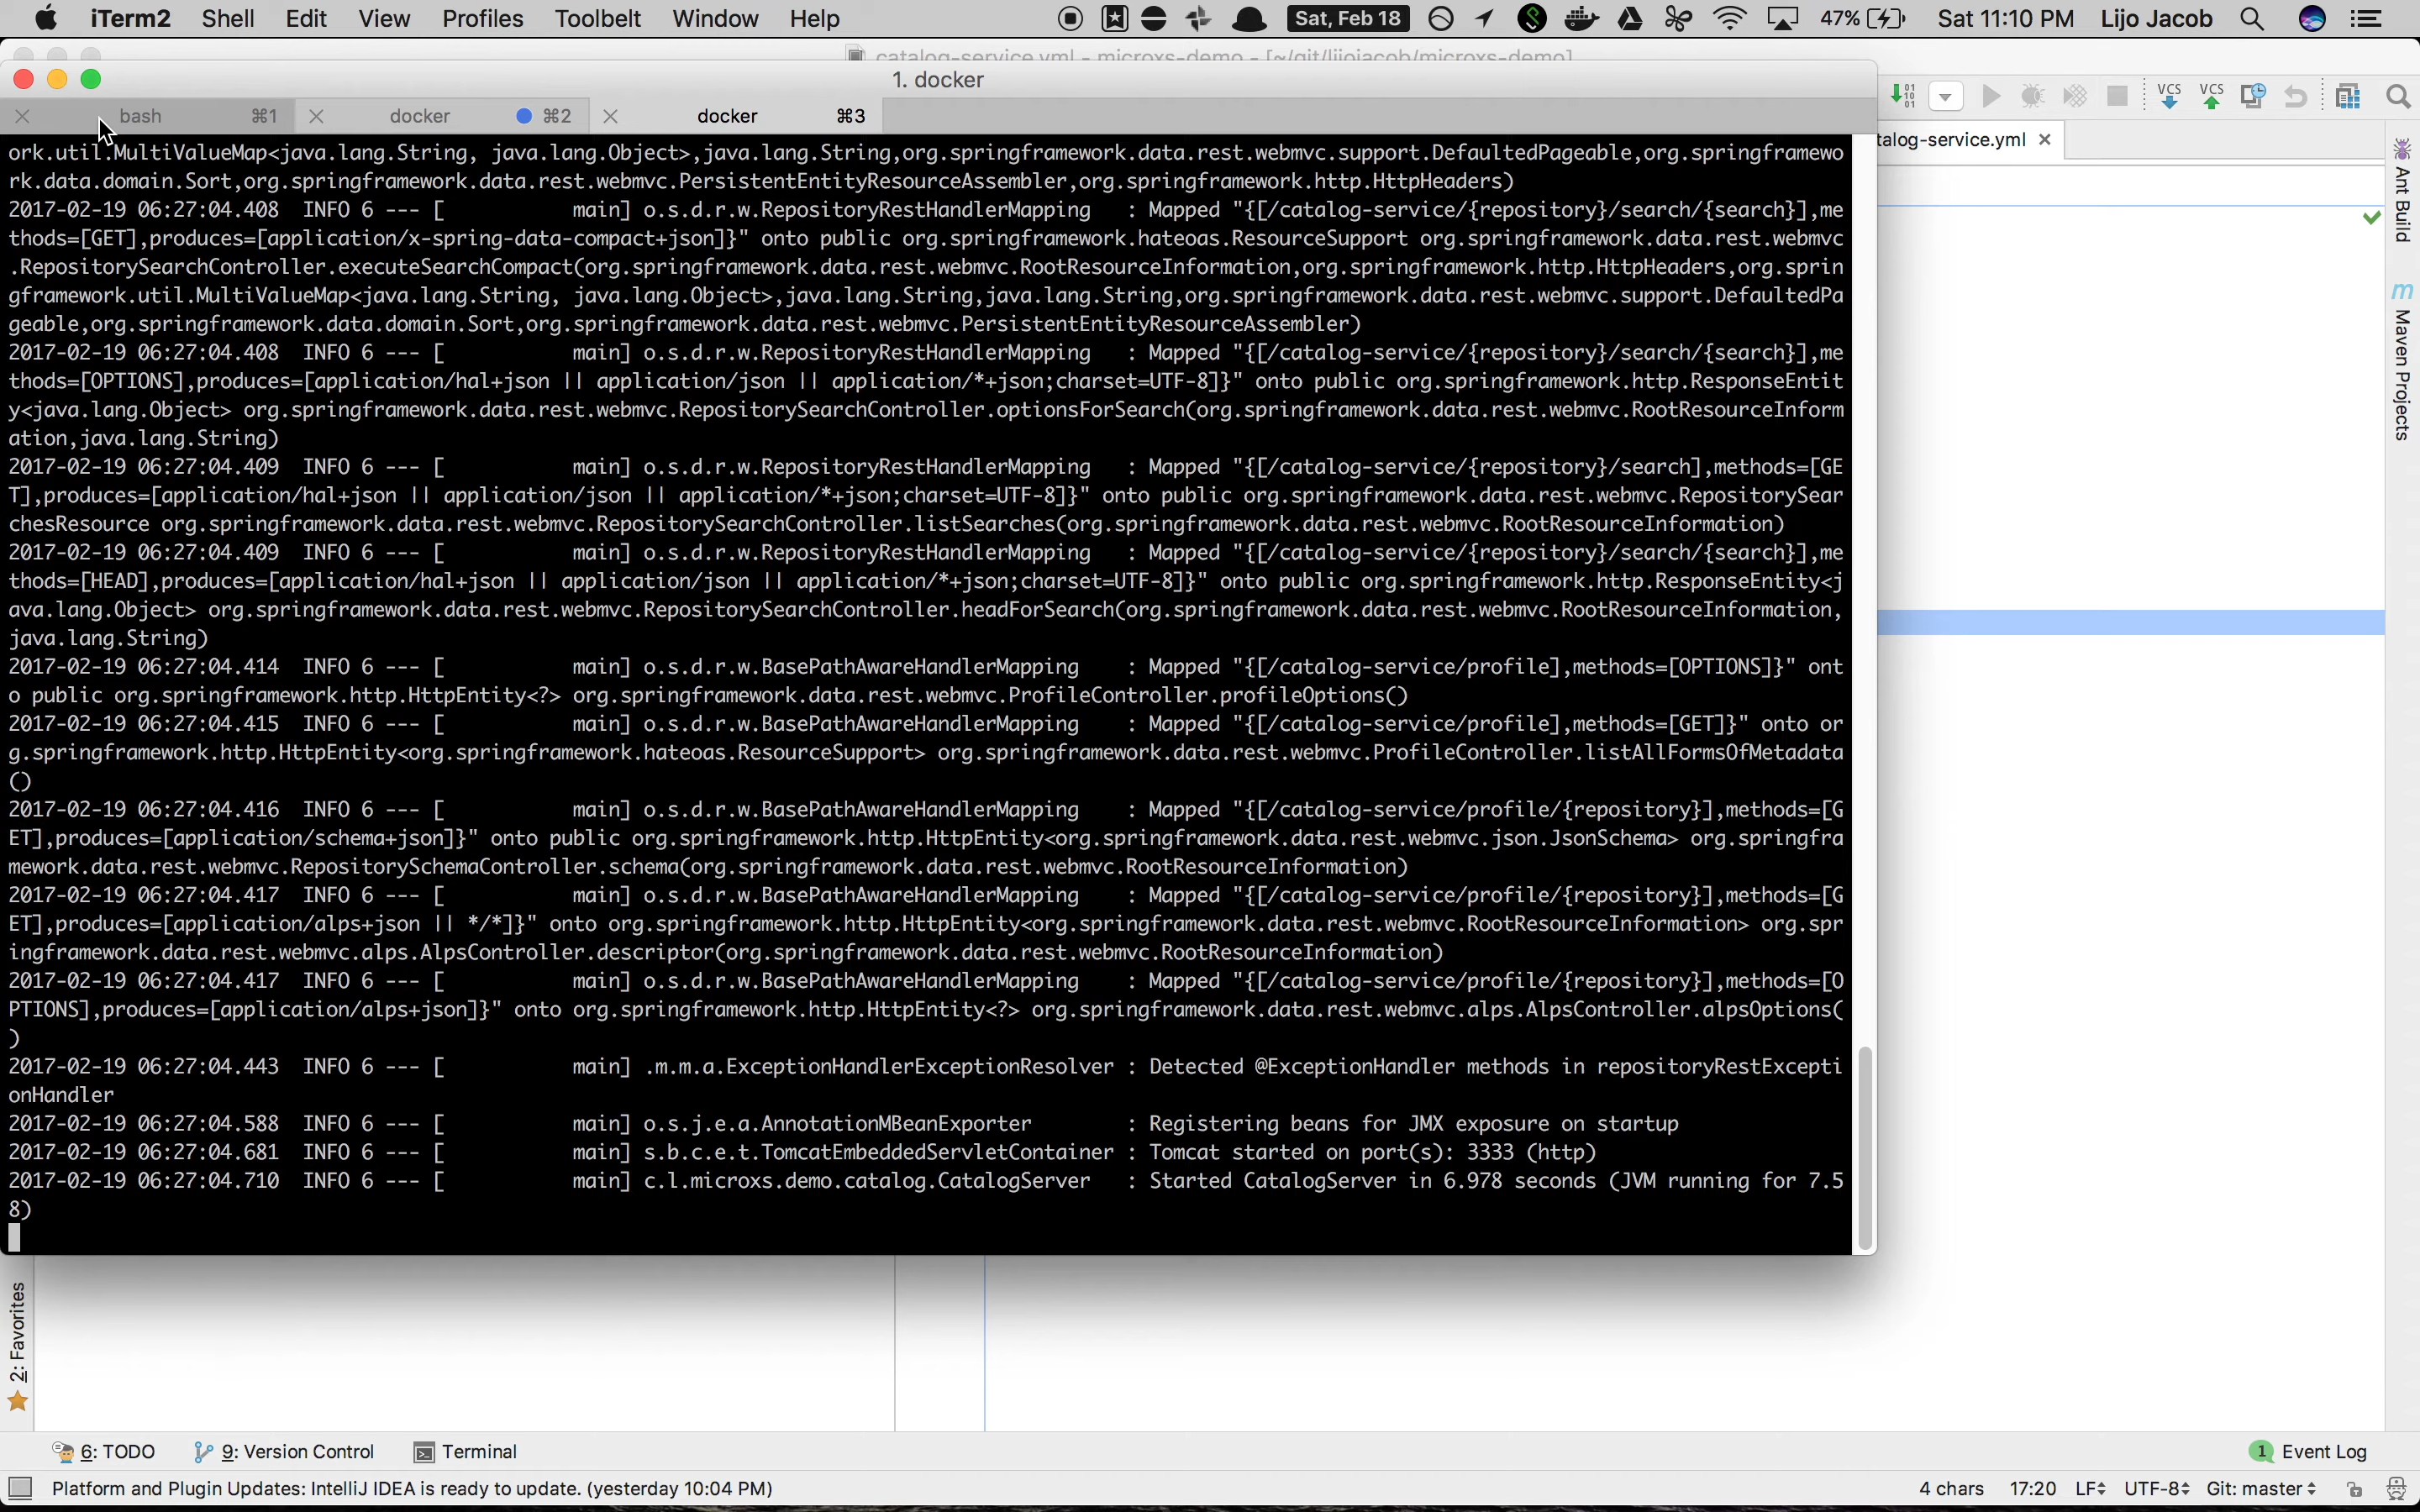 iTerm2 Shell Edit View Profiles Toolbelt Window Help Sat, Feb 18 47% Sat 11:10 PM Lijo Jacob
catalog-service.yml - microxs-demo - [~/git/lijojacob/microxs-demo]
1. docker
bash ⌘1 docker ⌘2 docker ⌘3
talog-service.yml
ork.util.MultiValueMap<java.lang.String, java.lang.Object>,java.lang.String,org.springframework.data.rest.webmvc.support.DefaultedPageable,org.springframewo
rk.data.domain.Sort,org.springframework.data.rest.webmvc.PersistentEntityResourceAssembler,org.springframework.http.HttpHeaders)
2017-02-19 06:27:04.408 INFO 6 --- [ main] o.s.d.r.w.RepositoryRestHandlerMapping : Mapped "{[/catalog-service/{repository}/search/{search}],me
thods=[GET],produces=[application/x-spring-data-compact+json]}" onto public org.springframework.hateoas.ResourceSupport org.springframework.data.rest.webmvc
.RepositorySearchController.executeSearchCompact(org.springframework.data.rest.webmvc.RootResourceInformation,org.springframework.http.HttpHeaders,org.sprin
gframework.util.MultiValueMap<java.lang.String, java.lang.Object>,java.lang.String,java.lang.String,org.springframework.data.rest.webmvc.support.DefaultedPa
geable,org.springframework.data.domain.Sort,org.springframework.data.rest.webmvc.PersistentEntityResourceAssembler)
2017-02-19 06:27:04.408 INFO 6 --- [ main] o.s.d.r.w.RepositoryRestHandlerMapping : Mapped "{[/catalog-service/{repository}/search/{search}],me
thods=[OPTIONS],produces=[application/hal+json || application/json || application/*+json;charset=UTF-8]}" onto public org.springframework.http.ResponseEntit
y<java.lang.Object> org.springframework.data.rest.webmvc.RepositorySearchController.optionsForSearch(org.springframework.data.rest.webmvc.RootResourceInform
ation,java.lang.String)
2017-02-19 06:27:04.409 INFO 6 --- [ main] o.s.d.r.w.RepositoryRestHandlerMapping : Mapped "{[/catalog-service/{repository}/search],methods=[GE
T],produces=[application/hal+json || application/json || application/*+json;charset=UTF-8]}" onto public org.springframework.data.rest.webmvc.RepositorySear
chesResource org.springframework.data.rest.webmvc.RepositorySearchController.listSearches(org.springframework.data.rest.webmvc.RootResourceInformation)
2017-02-19 06:27:04.409 INFO 6 --- [ main] o.s.d.r.w.RepositoryRestHandlerMapping : Mapped "{[/catalog-service/{repository}/search/{search}],me
thods=[HEAD],produces=[application/hal+json || application/json || application/*+json;charset=UTF-8]}" onto public org.springframework.http.ResponseEntity<j
ava.lang.Object> org.springframework.data.rest.webmvc.RepositorySearchController.headForSearch(org.springframework.data.rest.webmvc.RootResourceInformation,
java.lang.String)
2017-02-19 06:27:04.414 INFO 6 --- [ main] o.s.d.r.w.BasePathAwareHandlerMapping : Mapped "{[/catalog-service/profile],methods=[OPTIONS]}" ont
o public org.springframework.http.HttpEntity<?> org.springframework.data.rest.webmvc.ProfileController.profileOptions()
2017-02-19 06:27:04.415 INFO 6 --- [ main] o.s.d.r.w.BasePathAwareHandlerMapping : Mapped "{[/catalog-service/profile],methods=[GET]}" onto or
g.springframework.http.HttpEntity<org.springframework.hateoas.ResourceSupport> org.springframework.data.rest.webmvc.ProfileController.listAllFormsOfMetadata
()
2017-02-19 06:27:04.416 INFO 6 --- [ main] o.s.d.r.w.BasePathAwareHandlerMapping : Mapped "{[/catalog-service/profile/{repository}],methods=[G
ET],produces=[application/schema+json]}" onto public org.springframework.http.HttpEntity<org.springframework.data.rest.webmvc.json.JsonSchema> org.springfra
mework.data.rest.webmvc.RepositorySchemaController.schema(org.springframework.data.rest.webmvc.RootResourceInformation)
2017-02-19 06:27:04.417 INFO 6 --- [ main] o.s.d.r.w.BasePathAwareHandlerMapping : Mapped "{[/catalog-service/profile/{repository}],methods=[G
ET],produces=[application/alps+json || */*]}" onto org.springframework.http.HttpEntity<org.springframework.data.rest.webmvc.RootResourceInformation> org.spr
ingframework.data.rest.webmvc.alps.AlpsController.descriptor(org.springframework.data.rest.webmvc.RootResourceInformation)
2017-02-19 06:27:04.417 INFO 6 --- [ main] o.s.d.r.w.BasePathAwareHandlerMapping : Mapped "{[/catalog-service/profile/{repository}],methods=[O
PTIONS],produces=[application/alps+json]}" onto org.springframework.http.HttpEntity<?> org.springframework.data.rest.webmvc.alps.AlpsController.alpsOptions(
)
2017-02-19 06:27:04.443 INFO 6 --- [ main] .m.m.a.ExceptionHandlerExceptionResolver : Detected @ExceptionHandler methods in repositoryRestExcepti
onHandler
2017-02-19 06:27:04.588 INFO 6 --- [ main] o.s.j.e.a.AnnotationMBeanExporter : Registering beans for JMX exposure on startup
2017-02-19 06:27:04.681 INFO 6 --- [ main] s.b.c.e.t.TomcatEmbeddedServletContainer : Tomcat started on port(s): 3333 (http)
2017-02-19 06:27:04.710 INFO 6 --- [ main] c.l.microxs.demo.catalog.CatalogServer : Started CatalogServer in 6.978 seconds (JVM running for 7.5
8)
VCS VCS
Ant Build
m Maven Projects
2: Favorites
6: TODO 9: Version Control Terminal 1 Event Log
Platform and Plugin Updates: IntelliJ IDEA is ready to update. (yesterday 10:04 PM) 4 chars 17:20 LF UTF-8 Git: master